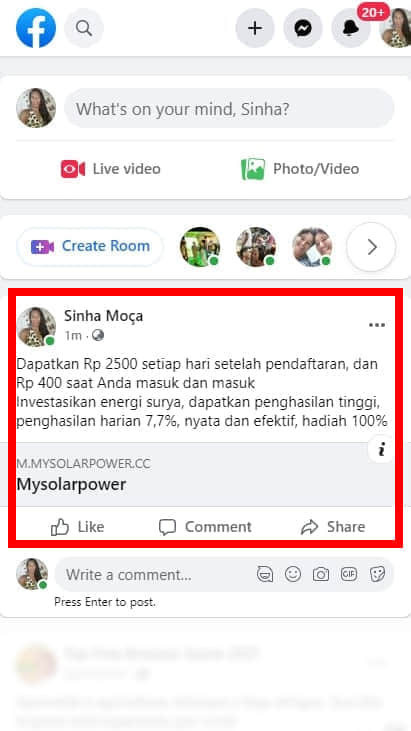 20+
What's on your mind, Sinha?
Live video
Photo/Video
Create Room
Sinha Moça
1m ·
Dapatkan Rp 2500 setiap hari setelah pendaftaran, dan
Rp 400 saat Anda masuk dan masuk
Investasikan energi surya, dapatkan penghasilan tinggi,
penghasilan harian 7,7%, nyata dan efektif, hadiah 100%
M.MYSOLARPOWER.CC
Mysolarpower
Like
Comment
Share
Write a comment...
GIF
Press Enter to post.